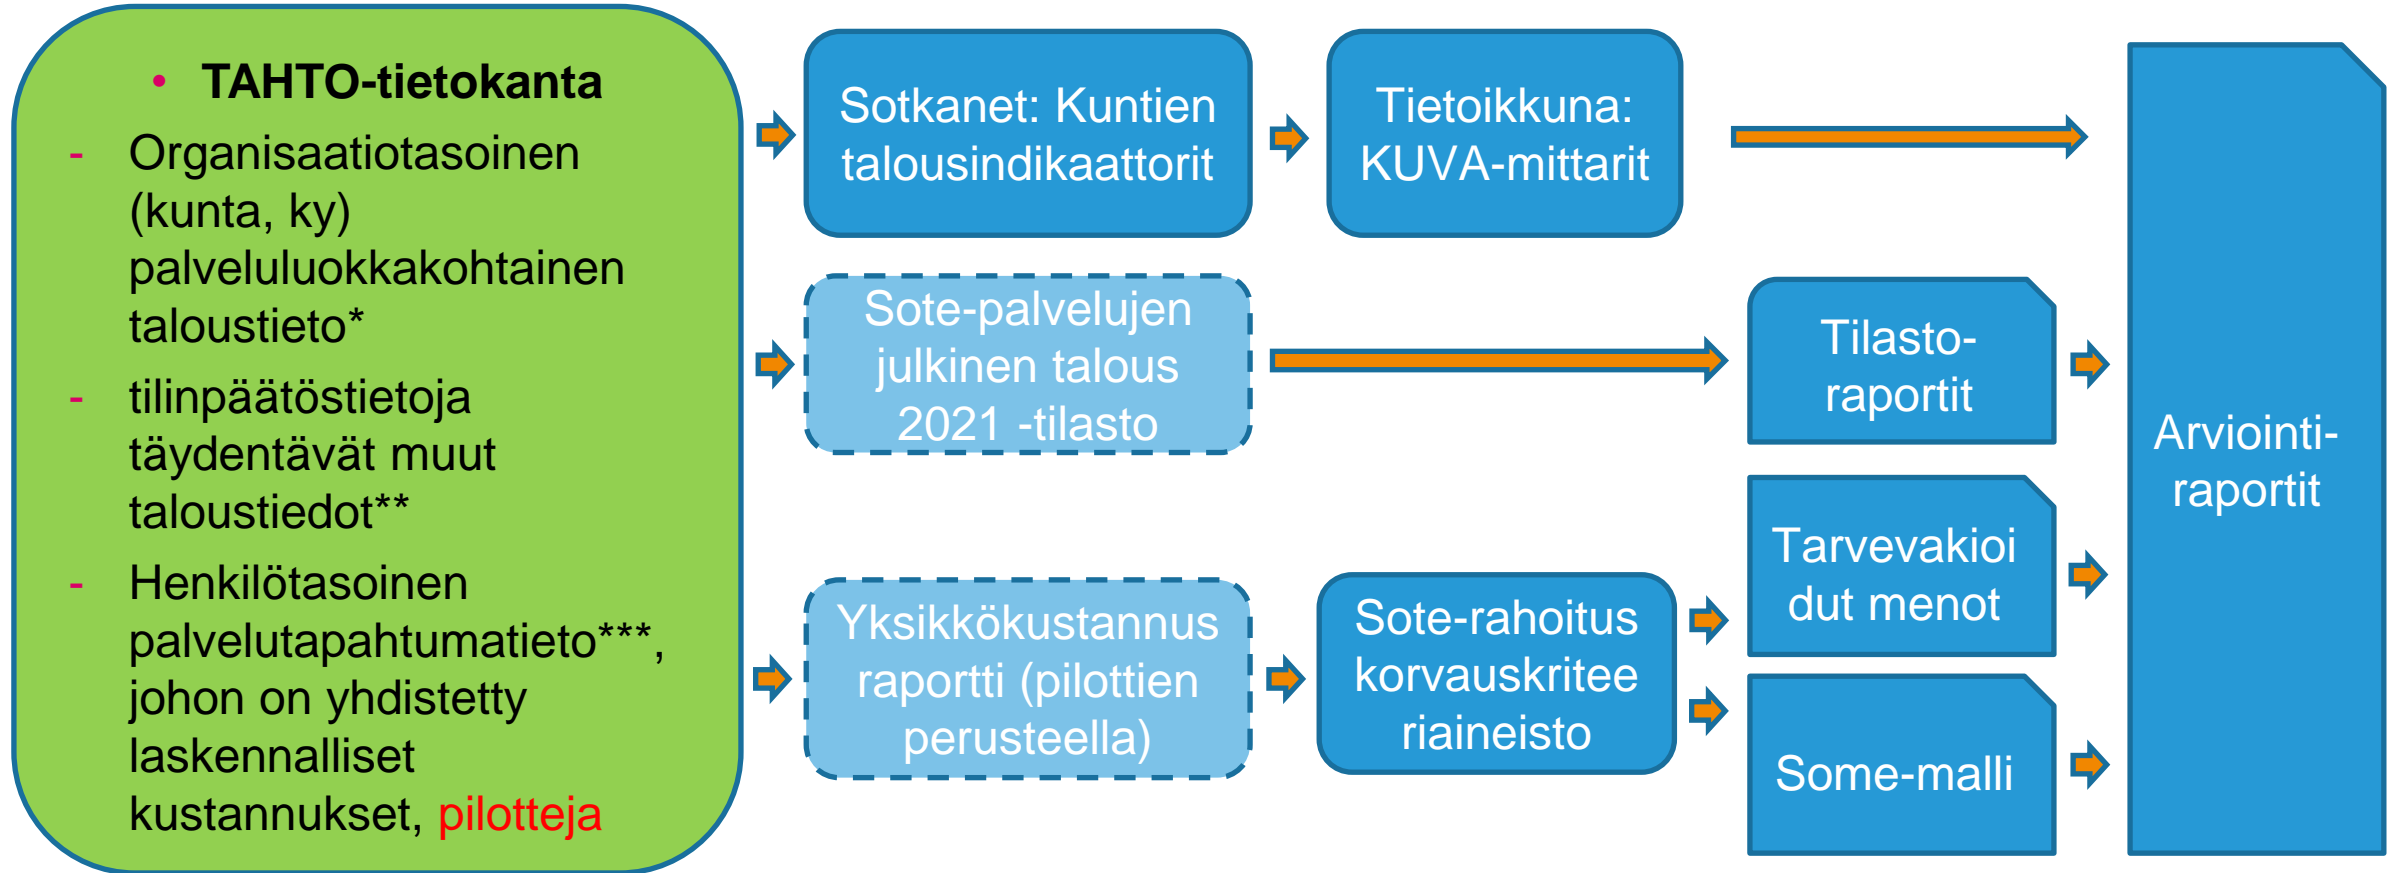 • TAHTO-tietokanta
- Organisaatiotasoinen
(kunta, ky)
palveluluokkakohtainen
taloustieto*
- tilinpäätöstietoja
täydentävät muut
taloustiedot**
- Henkilötasoinen
palvelutapahtumatieto***,
johon on yhdistetty
laskennalliset
kustannukset, pilotteja
Sotkanet: Kuntien
talousindikaattorit
Tietoikkuna:
KUVA-mittarit
Sote-palvelujen
julkinen talous
2021 -tilasto
Tilasto-
raportit
Yksikkökustannus
raportti (pilottien
perusteella)
Sote-rahoitus
korvauskritee
riaineisto
Tarvevakioi
dut menot
Some-malli
Arviointi-
raportit